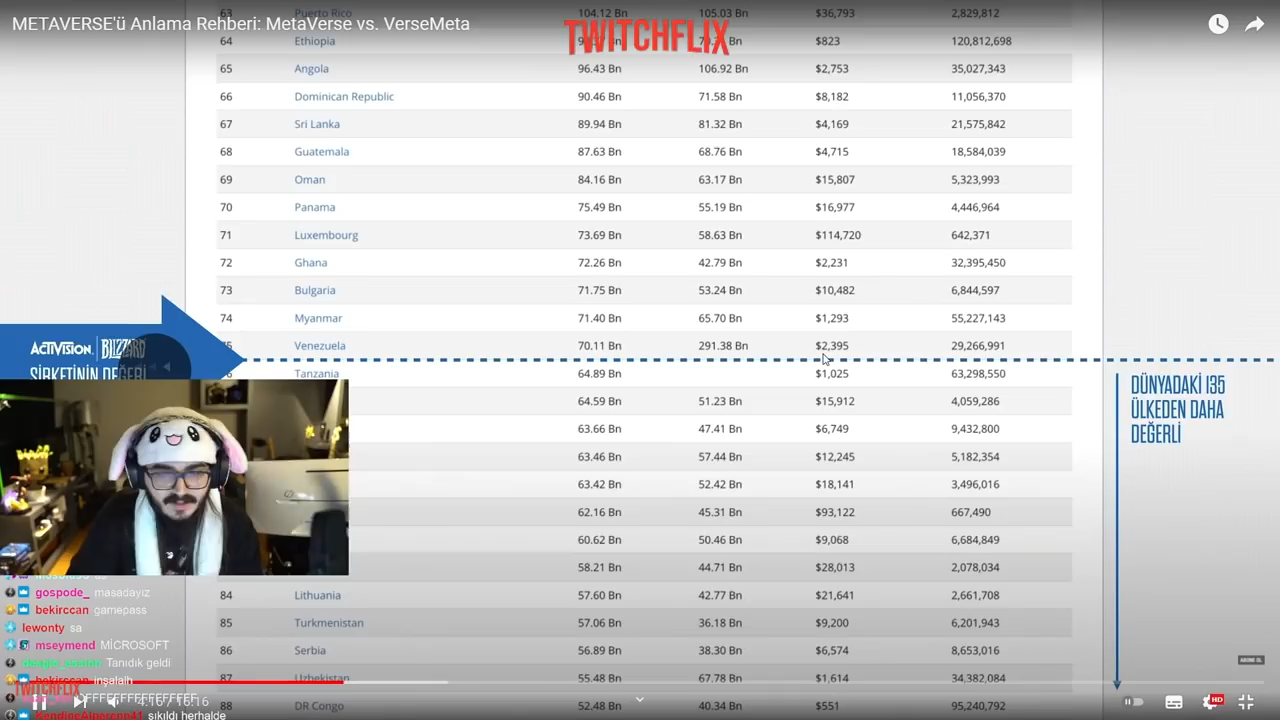 METAVERSE'ü Anlama Rehberi: MetaVerse vs. VerseMeta
TWITCHFLIX
63 Puerto Rico 104.12 Bn 105.03 Bn $36,793 2,829,812
64 Ethiopia $823 120,812,698
65 Angola 96.43 Bn 106.92 Bn $2,753 35,027,343
66 Dominican Republic 90.46 Bn 71.58 Bn $8,182 11,056,370
67 Sri Lanka 89.94 Bn 81.32 Bn $4,169 21,575,842
68 Guatemala 87.63 Bn 68.76 Bn $4,715 18,584,039
69 Oman 84.16 Bn 63.17 Bn $15,807 5,323,993
70 Panama 75.49 Bn 55.19 Bn $16,977 4,446,964
71 Luxembourg 73.69 Bn 58.63 Bn $114,720 642,371
72 Ghana 72.26 Bn 42.79 Bn $2,231 32,395,450
73 Bulgaria 71.75 Bn 53.24 Bn $10,482 6,844,597
74 Myanmar 71.40 Bn 65.70 Bn $1,293 55,227,143
Venezuela 70.11 Bn 291.38 Bn $2,395 29,266,991
Tanzania 64.89 Bn $1,025 63,298,550
64.59 Bn 51.23 Bn $15,912 4,059,286
63.66 Bn 47.41 Bn $6,749 9,432,800
63.46 Bn 57.44 Bn $12,245 5,182,354
63.42 Bn 52.42 Bn $18,141 3,496,016
62.16 Bn 45.31 Bn $93,122 667,490
60.62 Bn 50.46 Bn $9,068 6,684,849
58.21 Bn 44.71 Bn $28,013 2,078,034
84 Lithuania 57.60 Bn 42.77 Bn $21,641 2,661,708
85 Turkmenistan 57.06 Bn 36.18 Bn $9,200 6,201,943
86 Serbia 56.89 Bn 38.30 Bn $6,574 8,653,016
87 Uzbekistan 55.48 Bn 67.78 Bn $1,614 34,382,084
88 DR Congo 52.48 Bn 40.34 Bn $551 95,240,792
ACTIVISION. BLIZZARD
ŞİRKETİNİN DEĞERİ
DÜNYADAKİ 135
ÜLKEDEN DAHA
DEĞERLİ
gospode_ masadayız
bekirccan gamepass
lewonty sa
mseymend MİCROSOFT
Tanıdık geldi
bekirccan inşalalh
TWITCHFLIX
4:16 / 16:16
sıkıldı herhalde
ABONE OL
HD